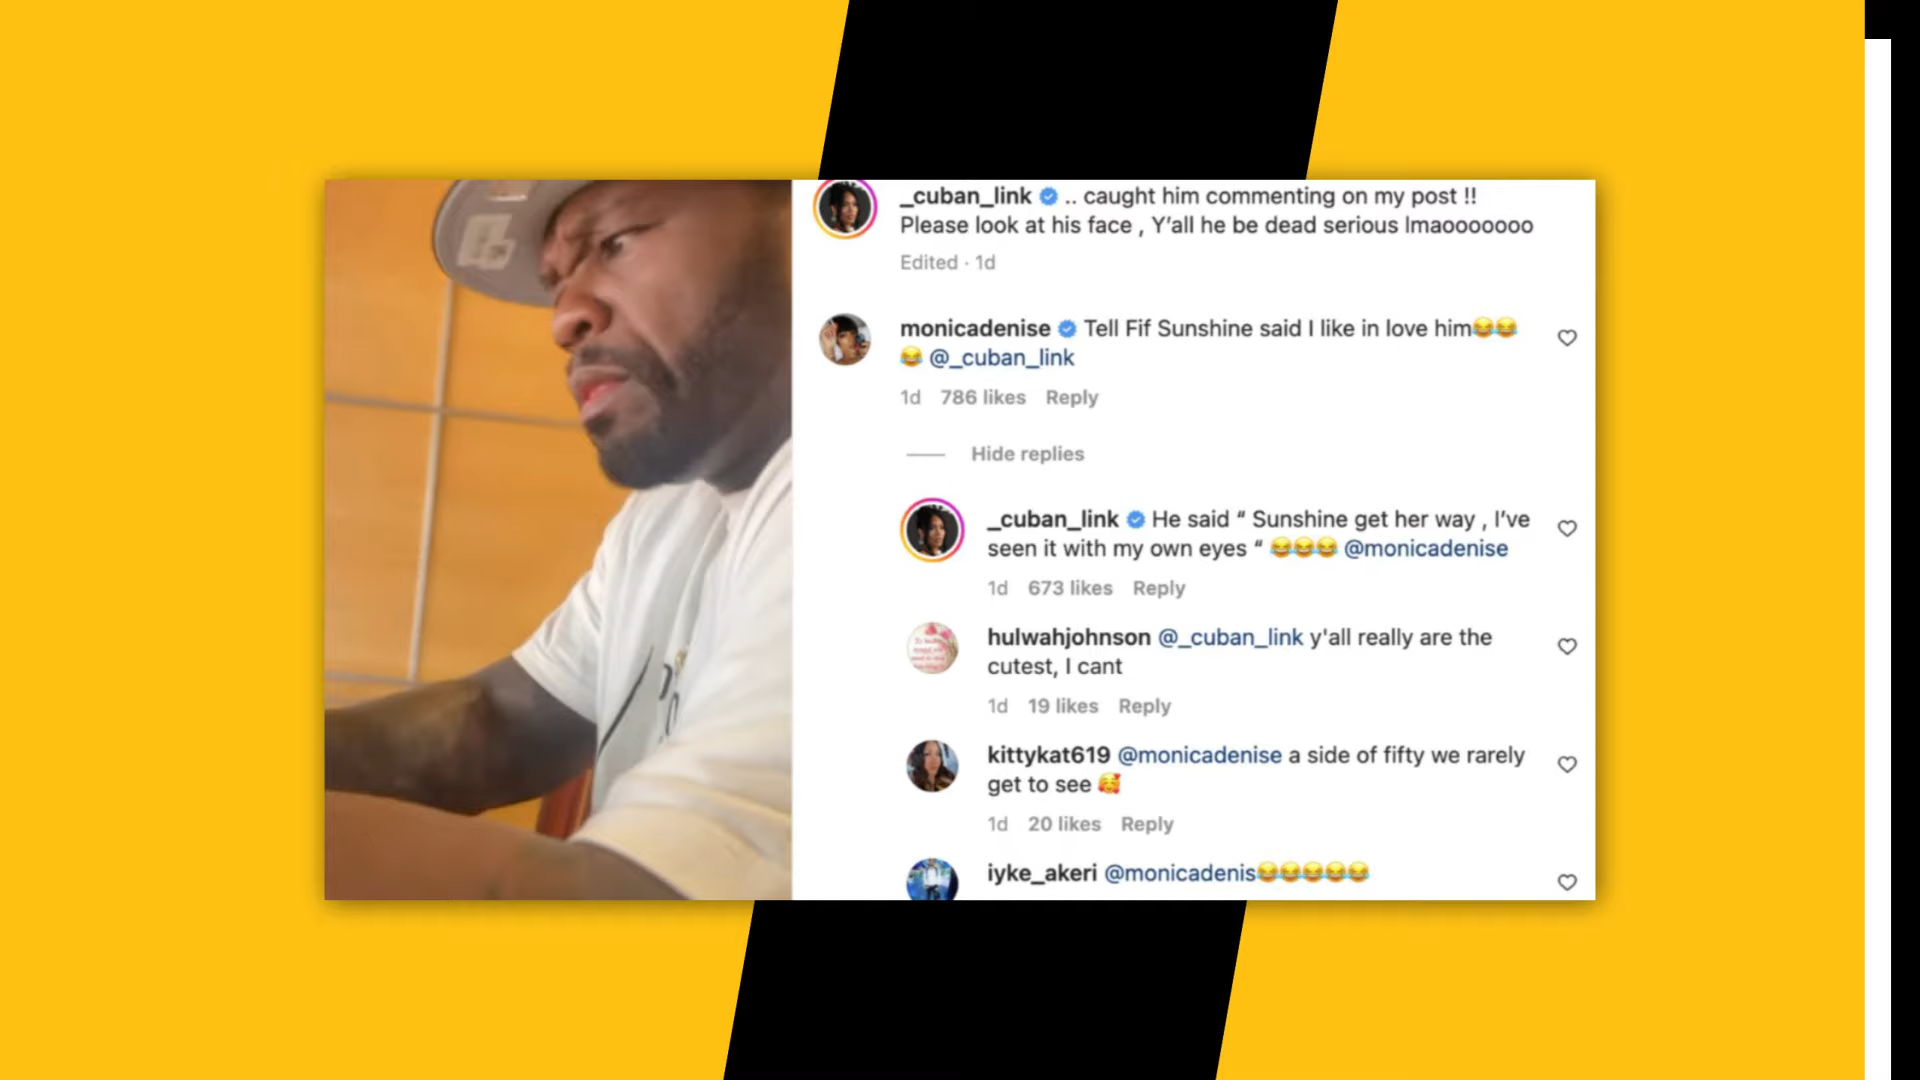 _cuban_link .. caught him commenting on my post !!
Please look at his face , Y'all he be dead serious lmaooooooo
Edited · 1d
monicadenise Tell Fif Sunshine said I like in love him😂😂
😂 @_cuban_link
1d 786 likes Reply
Hide replies
_cuban_link He said “ Sunshine get her way , I've
seen it with my own eyes “ 😂😂😂 @monicadenise
1d 673 likes Reply
hulwahjohnson @_cuban_link y'all really are the
cutest, I cant
1d 19 likes Reply
kittykat619 @monicadenise a side of fifty we rarely
get to see 🥰
1d 20 likes Reply
iyke_akeri @monicadenis😂😂😂😂😂